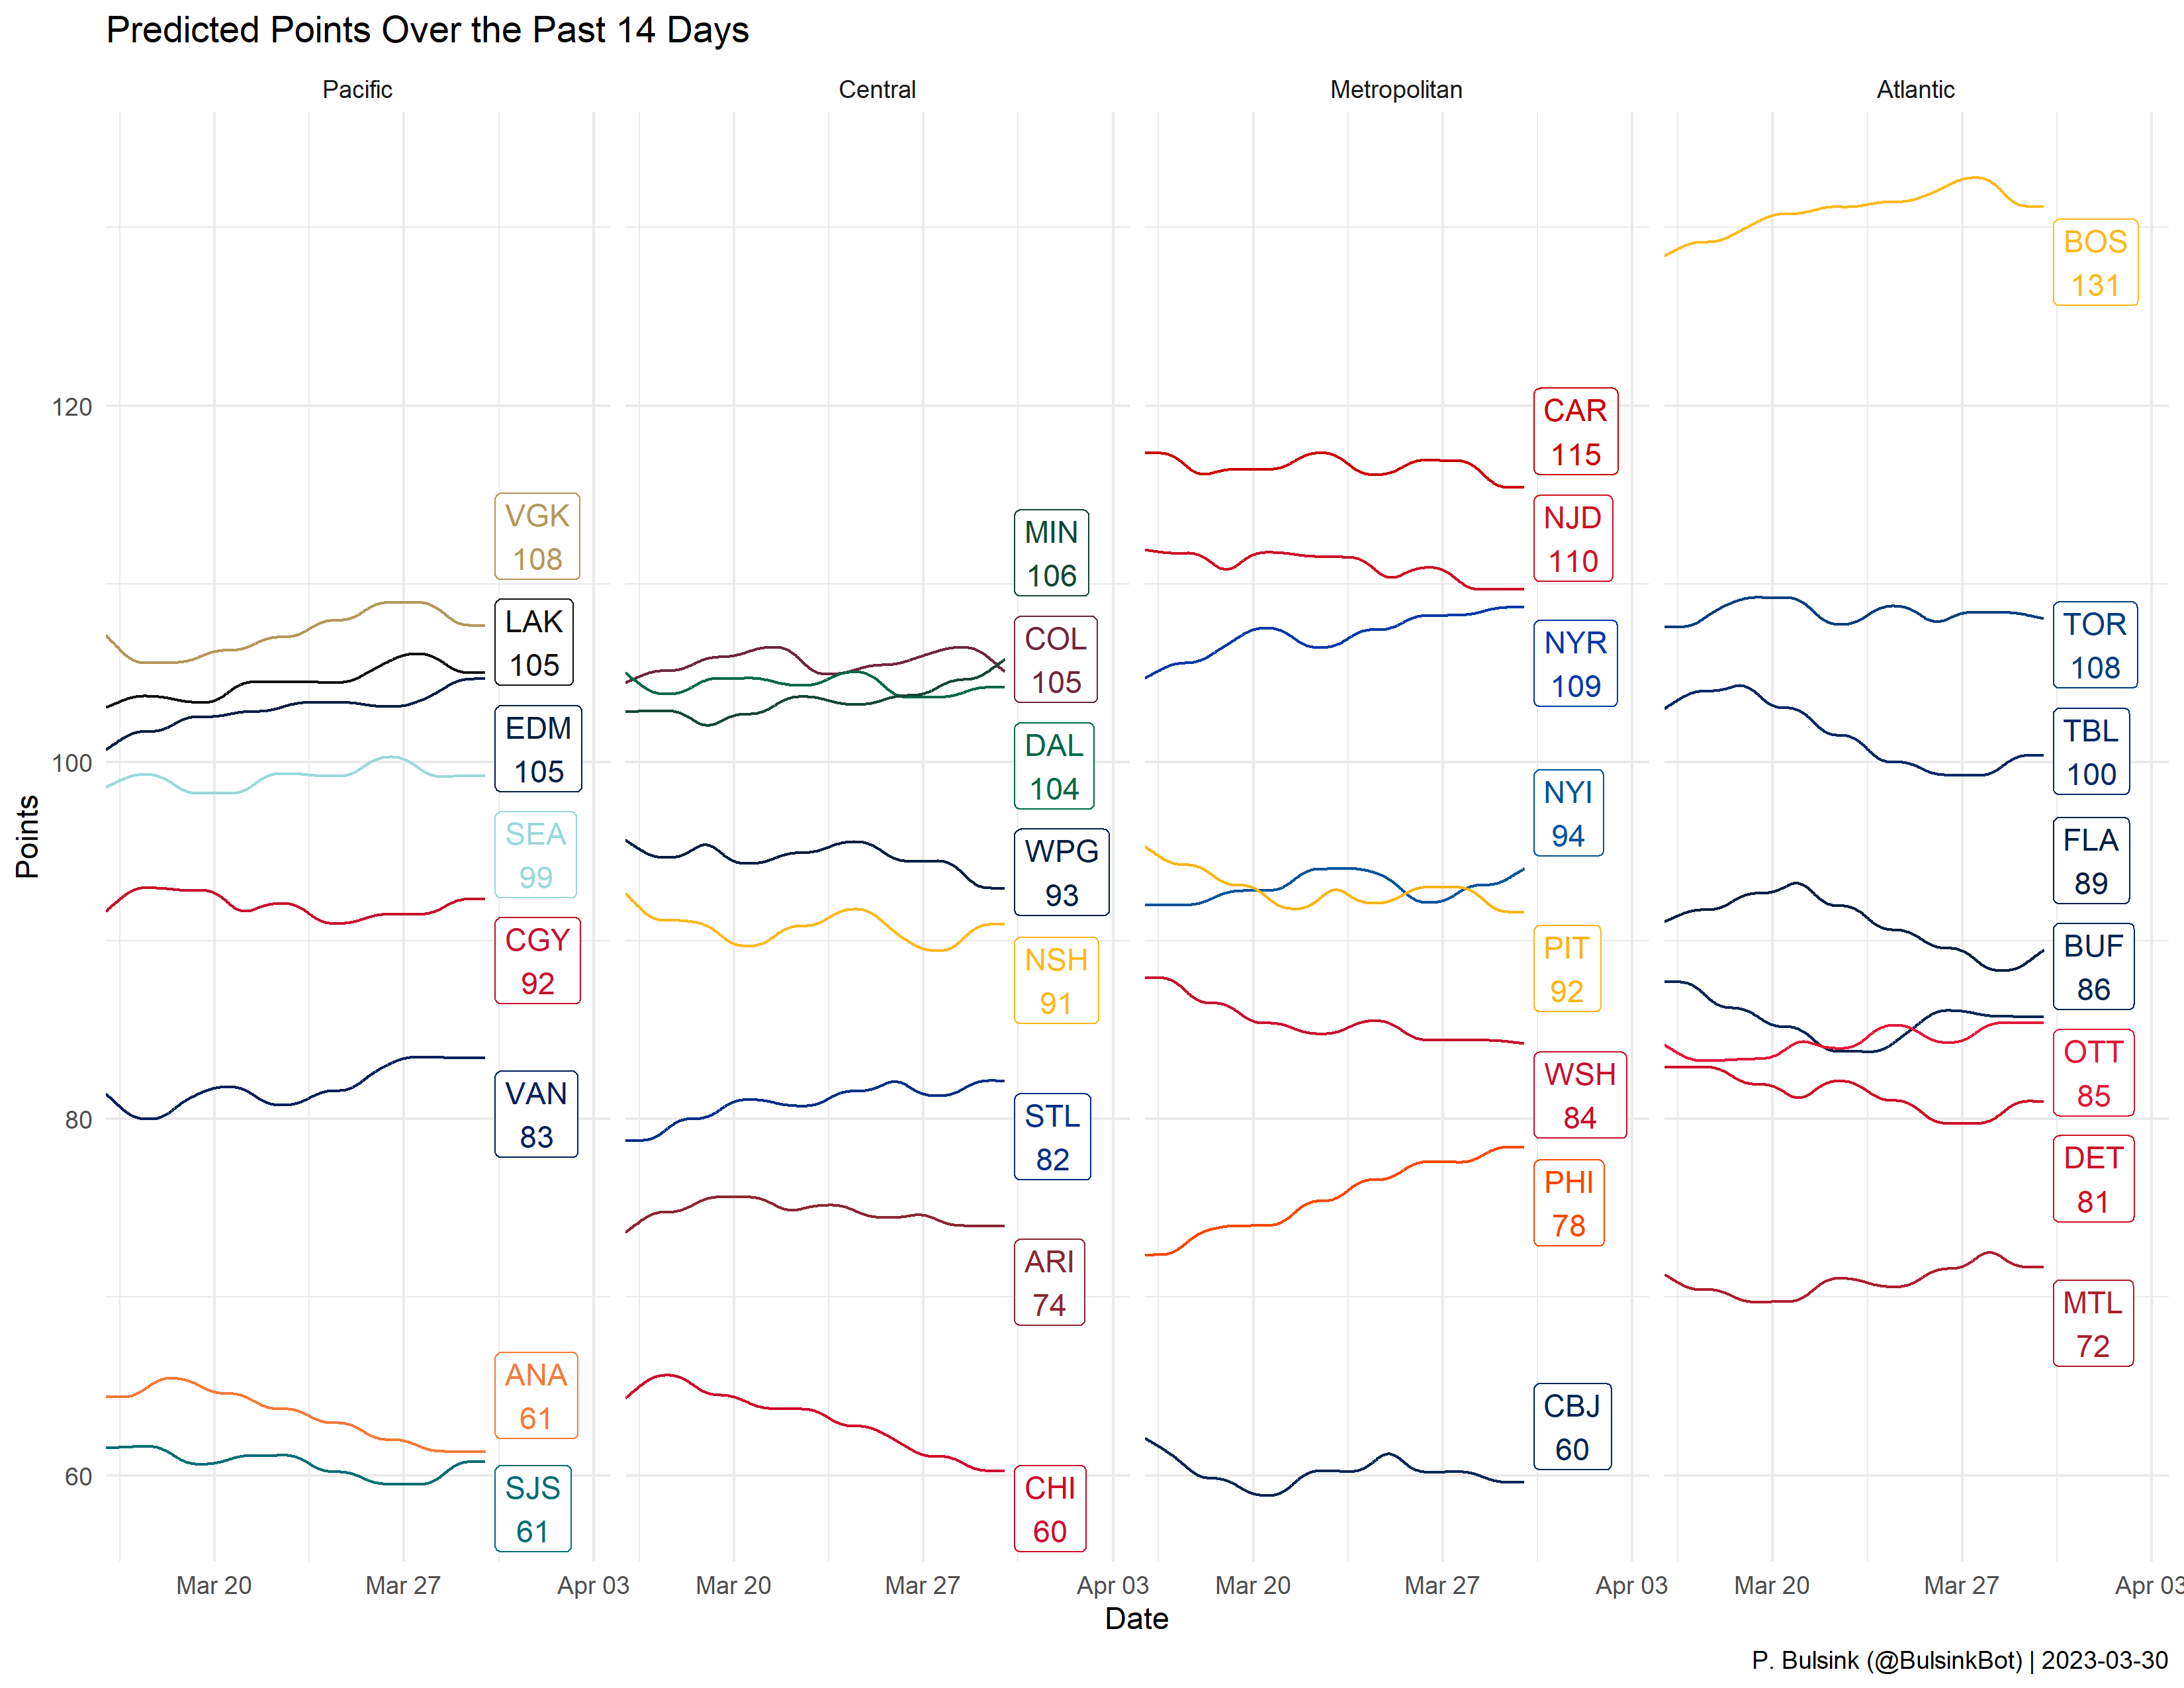 Predicted Points Over the Past 14 Days
Pacific
Central
Metropolitan
Atlantic
Points
120
100
80
60
VGK
108
LAK
105
EDM
105
SEA
99
CGY
92
VAN
83
ANA
61
SJS
61
MIN
106
COL
105
DAL
104
WPG
93
NSH
91
STL
82
ARI
74
CHI
60
CAR
115
NJD
110
NYR
109
NYI
94
PIT
92
WSH
84
PHI
78
CBJ
60
BOS
131
TOR
108
TBL
100
FLA
89
BUF
86
OTT
85
DET
81
MTL
72
Mar 20
Mar 27
Apr 03
Mar 20
Mar 27
Apr 03
Mar 20
Mar 27
Apr 03
Mar 20
Mar 27
Apr 03
Date
P. Bulsink (@BulsinkBot) | 2023-03-30